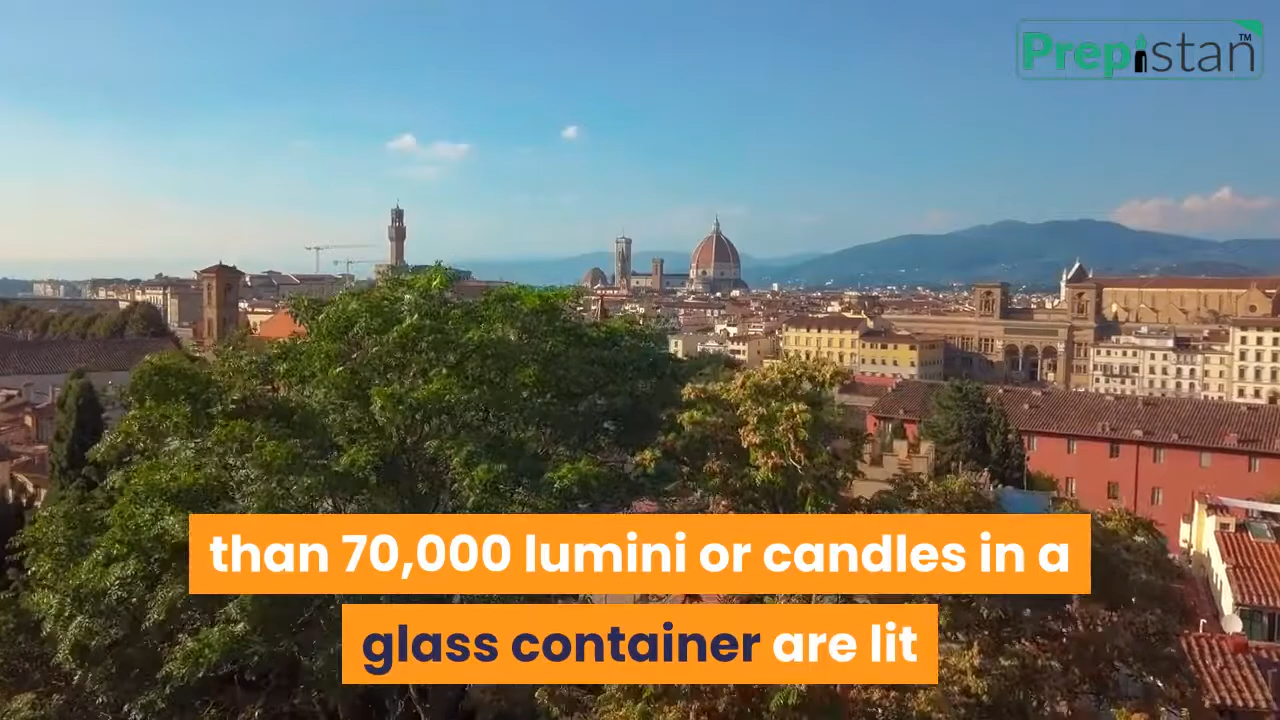 Prepistan™
than 70,000 lumini or candles in a
glass container are lit